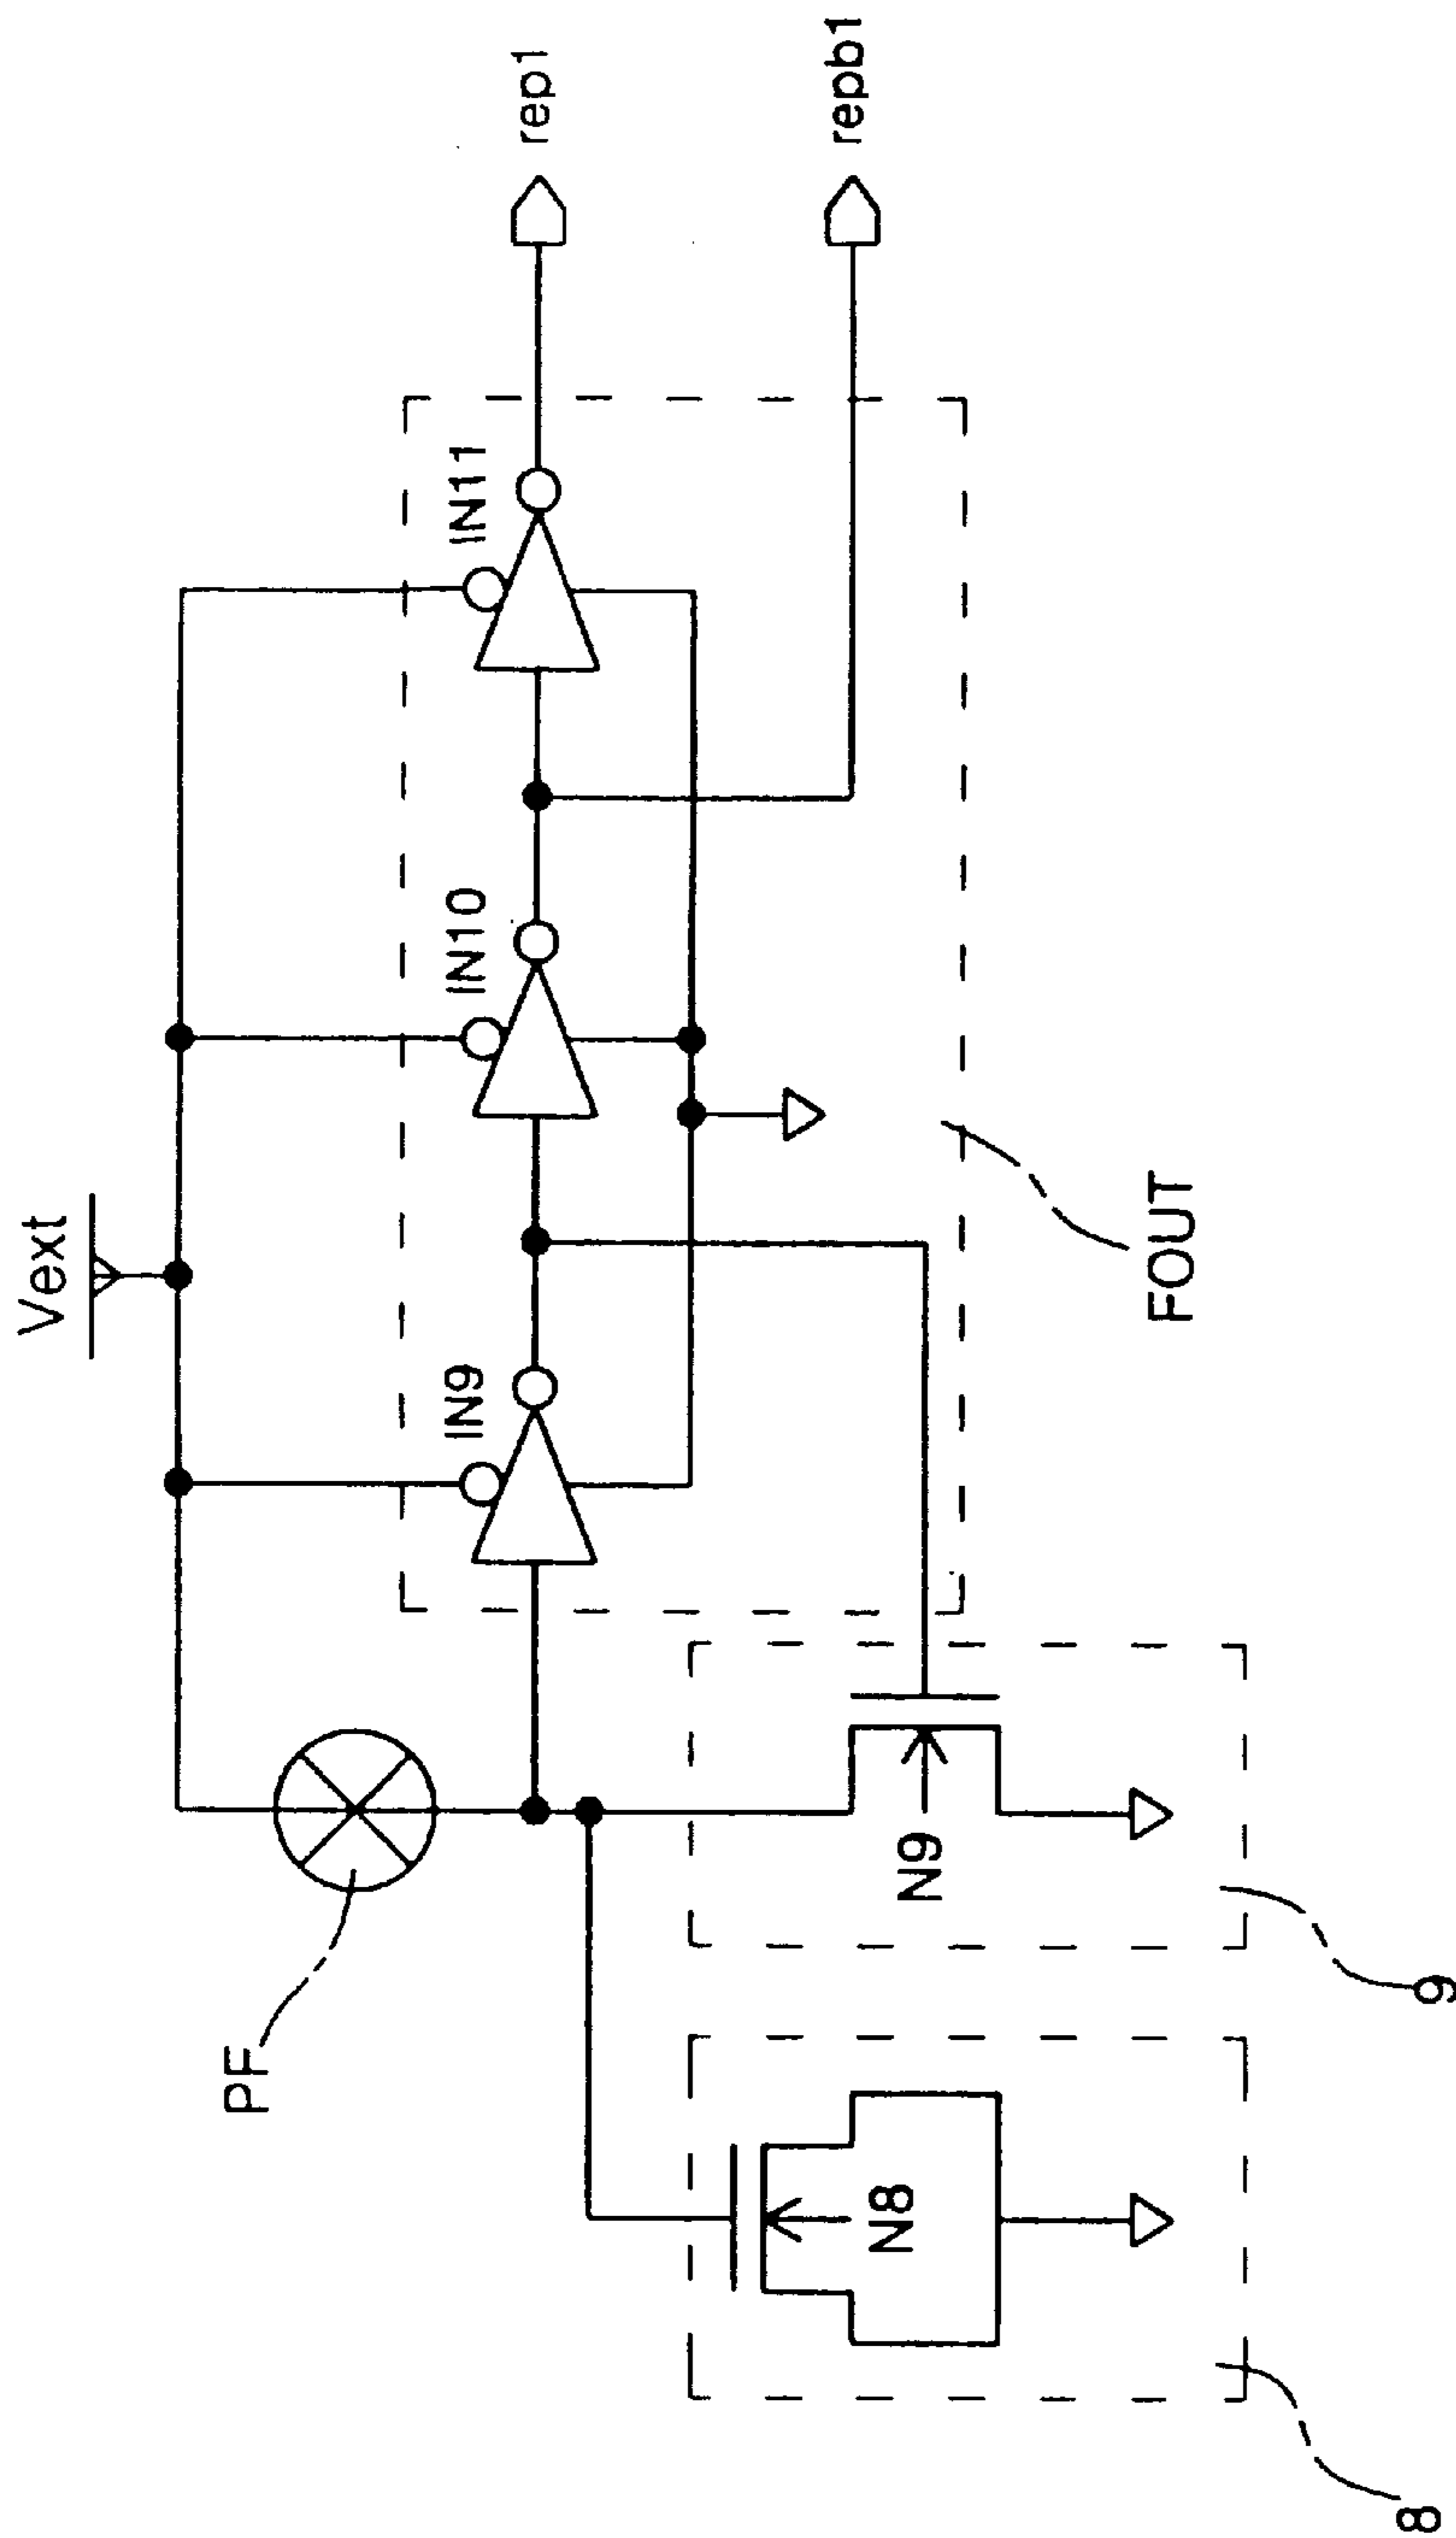 Vext
PF
IN9
IN10
IN11
rep1
repb1
N8
N9
8
9
FOUT